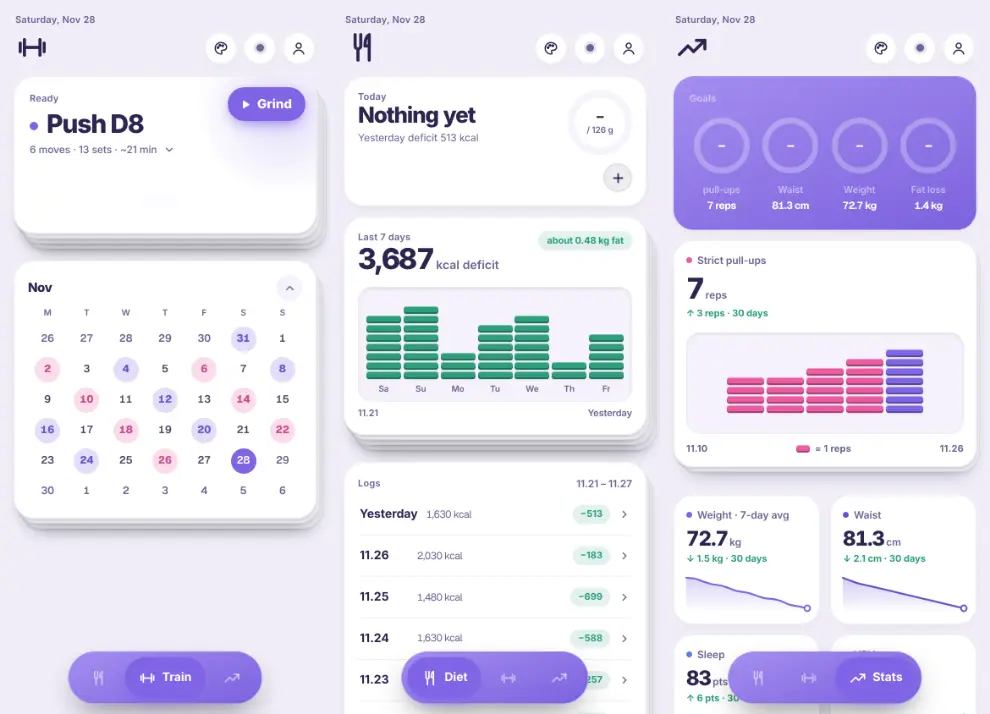 Saturday, Nov 28
Ready
Push D8
Grind
6 moves · 13 sets · ~21 min
Nov
M T W T F S S
26 27 28 29 30 31 1
2 3 4 5 6 7 8
9 10 11 12 13 14 15
16 17 18 19 20 21 22
23 24 25 26 27 28 29
30 1 2 3 4 5 6
Train
Saturday, Nov 28
Today
Nothing yet
Yesterday deficit 513 kcal
-
/ 126 g
+
Last 7 days
3,687 kcal deficit
about 0.48 kg fat
Sa Su Mo Tu We Th Fr
11.21 Yesterday
Logs 11.21 – 11.27
Yesterday 1,630 kcal −513
11.26 2,030 kcal −183
11.25 1,480 kcal −699
11.24 1,630 kcal −588
11.23 257
Diet
Saturday, Nov 28
Goals
- - - -
pull-ups Waist Weight Fat loss
7 reps 81.3 cm 72.7 kg 1.4 kg
Strict pull-ups
7 reps
↑ 3 reps · 30 days
11.10 = 1 reps 11.26
Weight · 7-day avg
72.7 kg
↓ 1.5 kg · 30 days
Waist
81.3 cm
↓ 2.1 cm · 30 days
Sleep
83 pts
↑ 6 pts · 30
Stats